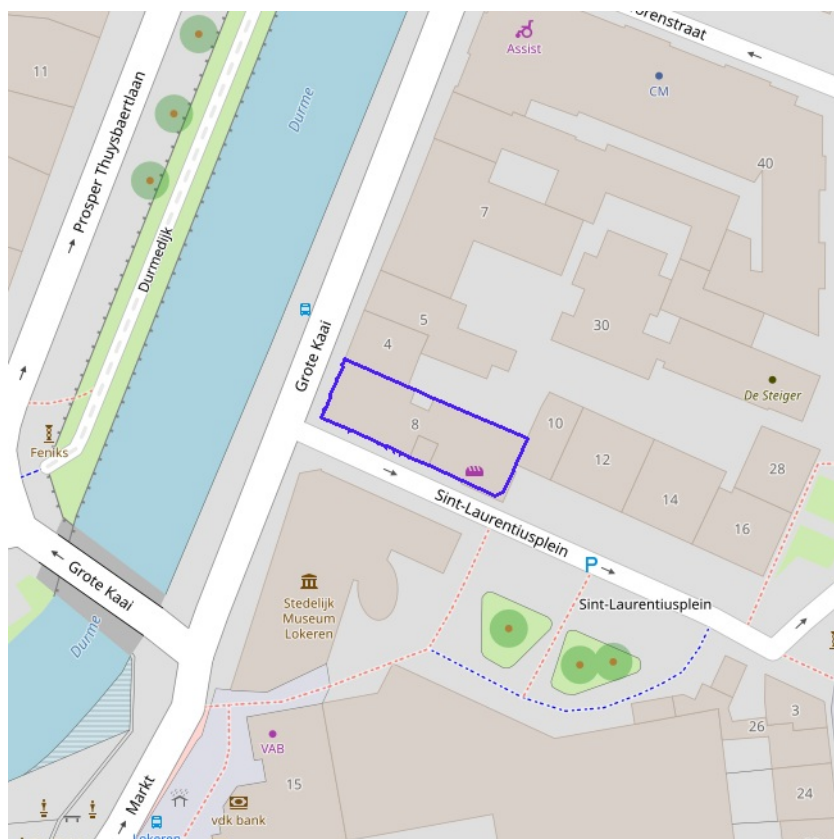 orenstraat
Assist
CM
11
Durme
40
Prosper Thuysbaertlaan
7
Durmedijk
5
30
4
Grote Kaai
De Steiger
8
10
Feniks
12
28
14
16
Sint-Laurentiusplein
P
Grote Kaai
Stedelijk
Museum
Lokeren
Sint-Laurentiusplein
Durme
3
26
VAB
15
24
Markt
vdk bank
Lokeren